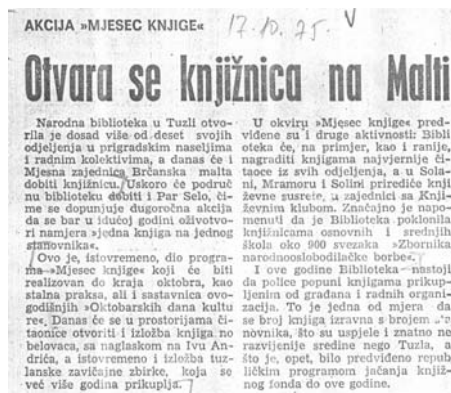 AKCIJA »MJESEC KNJIGE«
17.10.75. V
Otvara se knjižnica na Malti
Narodna biblioteka u Tuzli otvo-
rila je dosad više od deset svojih
odjeljenja u prigradskim naseljima
i radnim kolektivima, a danas će i
Mjesna zajednica Brčanska malta
dobiti knjižnicu. Uskoro će područ
nu biblioteku dobiti i Par Selo, či-
me se dopunjuje dugoročna akcija
da se bar u idućoj godini oživotvo-
ri namjera »jedna knjiga na jednog
stanovnika«.
Ovo je, istovremeno, dio progra-
ma »Mjesec knjige« koji će biti
realizovan do kraja oktobra, kao
stalna praksa, ali i sastavnica ovo-
godišnjih »Oktobarskih dana kultu
re«. Danas će se u prostorijama či-
taonice otvoriti i izložba knjiga no
belovaca, sa naglaskom na Ivu An-
drića, a istovremeno i izložba tuz-
lanske zavičajne zbirke, koja se
već više godina prikuplja.
U okviru »Mjesec knjige« pred-
viđene su i druge aktivnosti: Bibli
oteka će, na primjer, kao i ranije,
nagraditi knjigama najvjernije či-
taoce iz svih odjeljenja, a u Sola-
ni, Mramoru i Solini prirediće knji
ževne susrete, u zajednici sa Knji-
ževnim klubom. Značajno je napo-
menuti da je Biblioteka poklonila
knjižnicama osnovnih i srednjih
škola oko 900 svezaka »Zbornika
narodnooslobodilačke borbe«.
I ove godine Biblioteka nastoji
da police popuni knjigama prikup-
ljenim od građana i radnih organi-
zacija. To je jedna od mjera da
se broj knjiga izravna s brojem sta
novnika, što su uspjele i znatno ne
razvijenije sredine nego Tuzla, a
što je, opet, bilo predviđeno repub
ličkim programom jačanja knjiž-
nog fonda do ove godine.